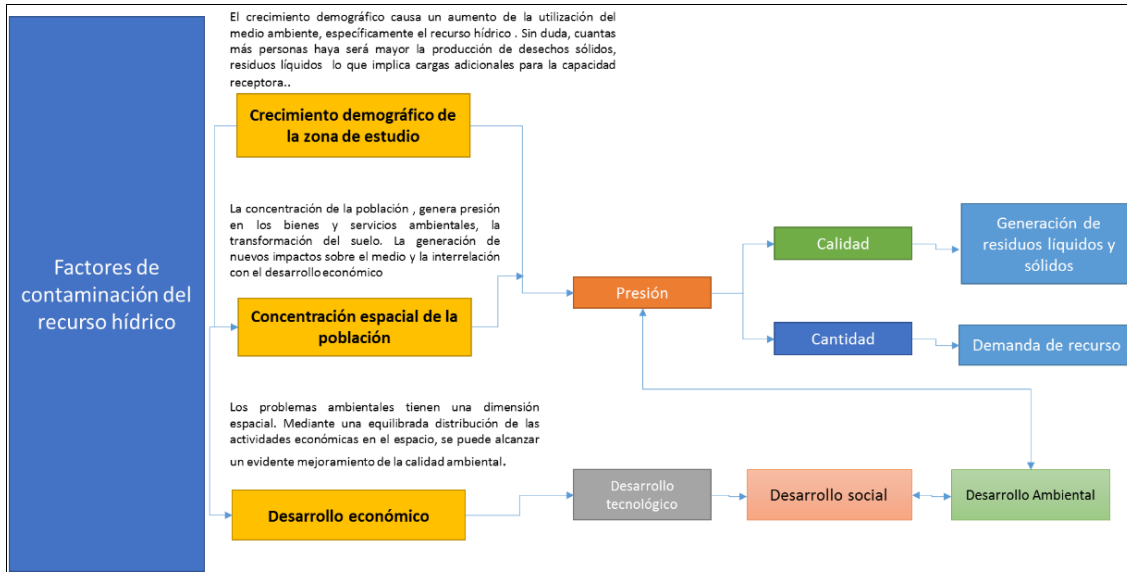 El crecimiento demográfico causa un aumento de la utilización del
medio ambiente, específicamente el recurso hídrico . Sin duda, cuantas
más personas haya será mayor la producción de desechos sólidos,
residuos líquidos lo que implica cargas adicionales para la capacidad
receptora..
Crecimiento demográfico de
la zona de estudio
La concentración de la población , genera presión
en los bienes y servicios ambientales, la
transformación del suelo. La generación de
nuevos impactos sobre el medio y la interrelación
con el desarrollo económico
Factores de
contaminación del
recurso hídrico
Concentración espacial de la
población
Presión
Calidad
Generación de
residuos líquidos y
sólidos
Cantidad
Demanda de recurso
Los problemas ambientales tienen una dimensión
espacial. Mediante una equilibrada distribución de las
actividades económicas en el espacio, se puede alcanzar
un evidente mejoramiento de la calidad ambiental.
Desarrollo económico
Desarrollo
tecnológico
Desarrollo social
Desarrollo Ambiental